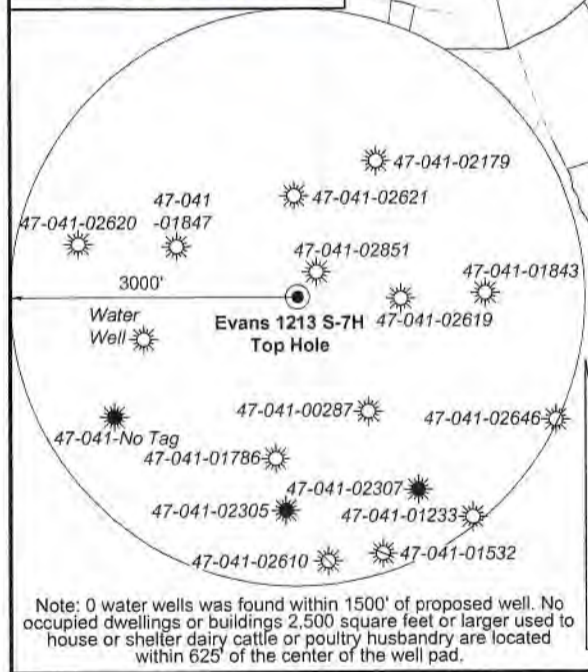 47-041-02179
47-041-02621
47-041
-01847
47-041-02620
47-041-02851
47-041-01843
3000'
Evans 1213 S-7H
Top Hole
47-041-02619
Water
Well
47-041-00287
47-041-02646
47-041-No Tag
47-041-01786
47-041-02307
47-041-02305
47-041-01233
47-041-02610
47-041-01532
Note: 0 water wells was found within 1500' of proposed well. No
occupied dwellings or buildings 2,500 square feet or larger used to
house or shelter dairy cattle or poultry husbandry are located
within 625' of the center of the well pad.